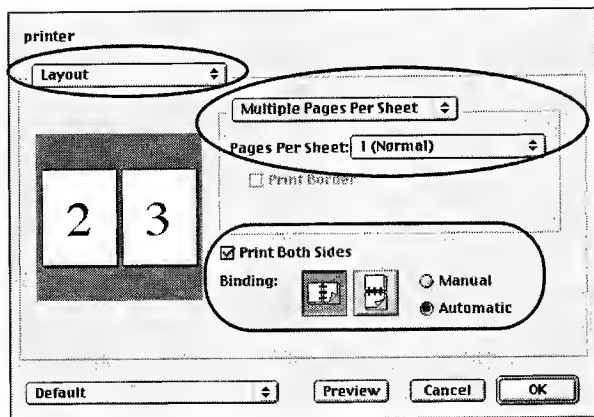 printer
Layout
Multiple Pages Per Sheet
Pages Per Sheet: 1 (Normal)
Print Border
2 3
Print Both Sides
Binding:
Manual
Automatic
Default
Preview
Cancel
OK